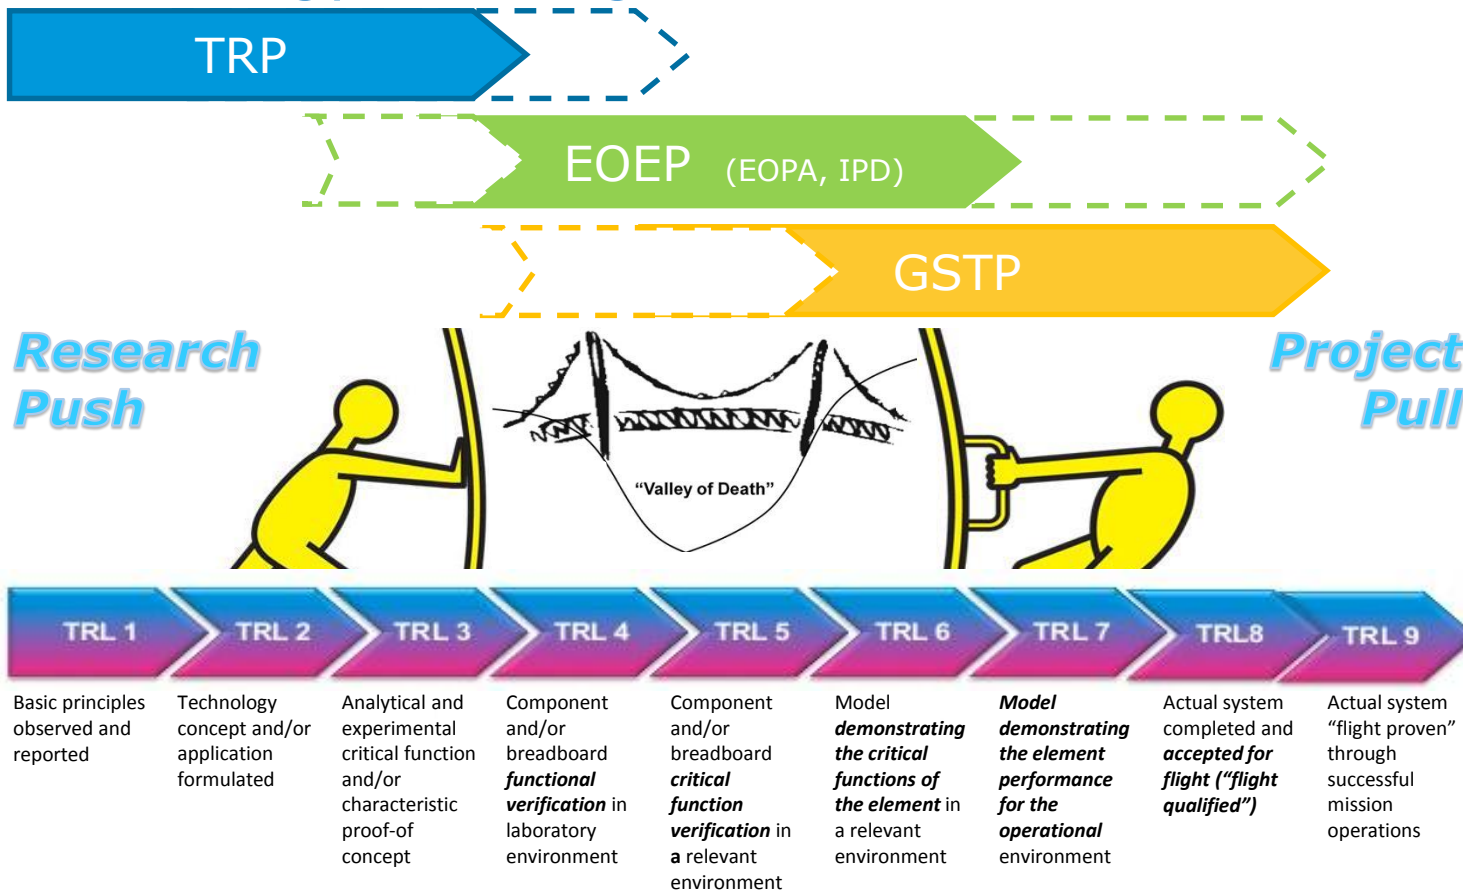 TRP
EOEP (EOPA, IPD)
GSTP
Research
Push
Project
Pull
“Valley of Death”
TRL 1
TRL 2
TRL 3
TRL 4
TRL 5
TRL 6
TRL 7
TRL8
TRL 9
Basic principles
observed and
reported
Technology
concept and/or
application
formulated
Analytical and
experimental
critical function
and/or
characteristic
proof-of
concept
Component
and/or
breadboard
functional
verification in
laboratory
environment
Component
and/or
breadboard
critical
function
verification in
a relevant
environment
Model
demonstrating
the critical
functions of
the element in
a relevant
environment
Model
demonstrating
the element
performance
for the
operational
environment
Actual system
completed and
accepted for
flight (“flight
qualified”)
Actual system
“flight proven”
through
successful
mission
operations